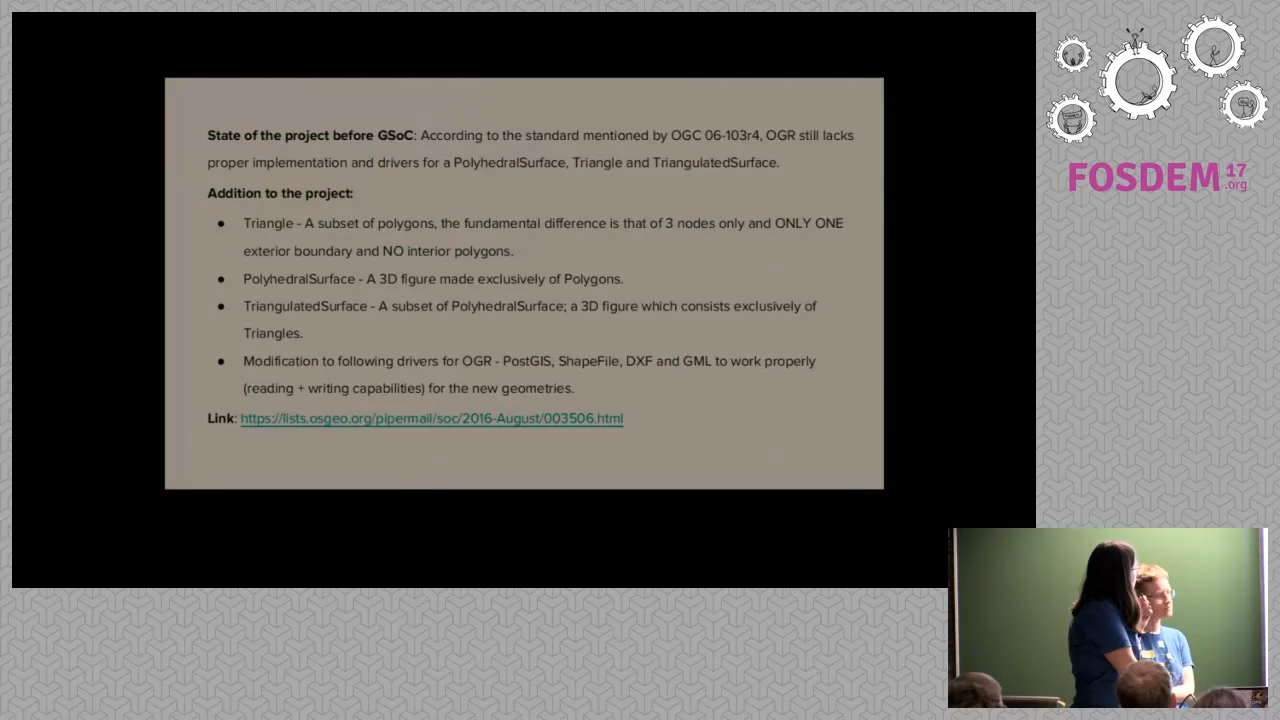 State of the project before GSoC: According to the standard mentioned by OGC 06-103r4, OGR still lacks
proper implementation and drivers for a PolyhedralSurface, Triangle and TriangulatedSurface.
Addition to the project:
● Triangle - A subset of polygons, the fundamental difference is that of 3 nodes only and ONLY ONE
exterior boundary and NO interior polygons.
● PolyhedralSurface - A 3D figure made exclusively of Polygons.
● TriangulatedSurface - A subset of PolyhedralSurface; a 3D figure which consists exclusively of
Triangles.
● Modification to following drivers for OGR - PostGIS, ShapeFile, DXF and GML to work properly
(reading + writing capabilities) for the new geometries.
Link: https://lists.osgeo.org/pipermail/soc/2016-August/003506.html
FOSDEM 17
.org